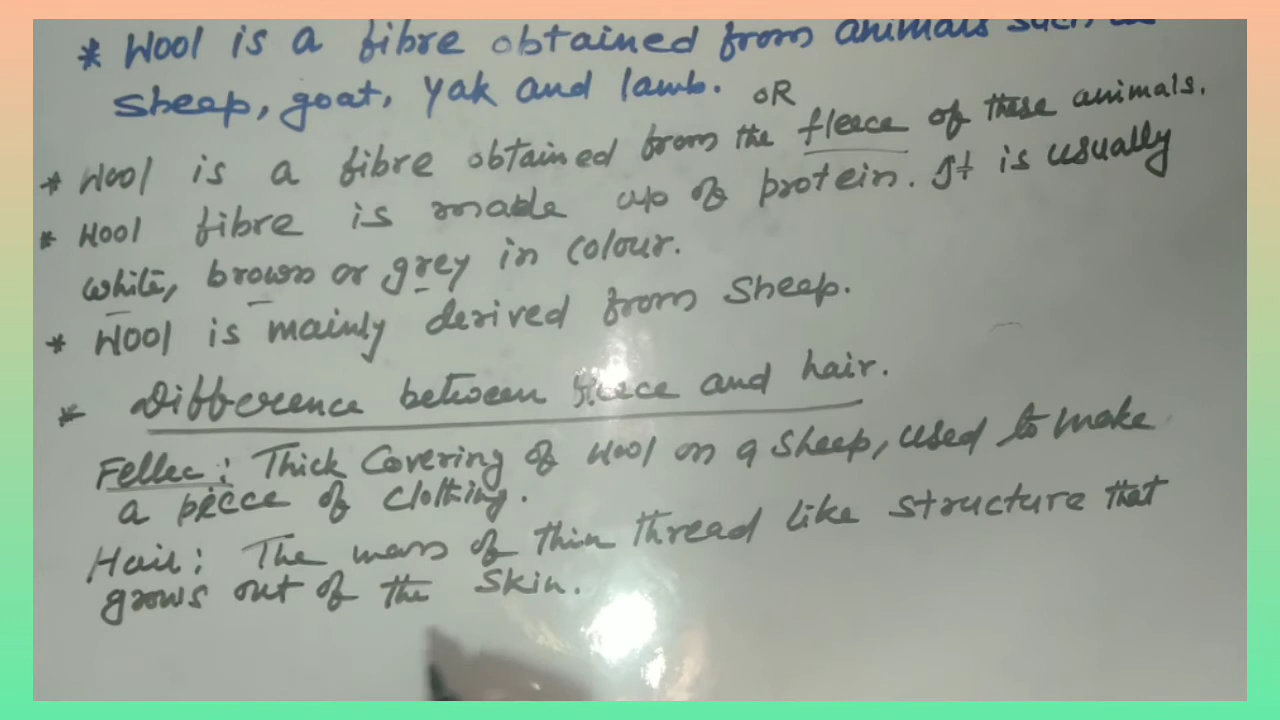 * Wool is a fibre obtained from animals such as
Sheep, goat, Yak and lamb. OR
* Wool is a fibre obtained from the fleece of these animals.
* Wool fibre is made up of protein. It is usually
white, brown or grey in Colour.
* Wool is mainly derived from Sheep.
* Difference between fleece and hair.
Fellec : Thick Covering of Wool on a Sheep, used to make
a piece of Clothing.
Hair : The mass of thin thread like structure that
grows out of the Skin.